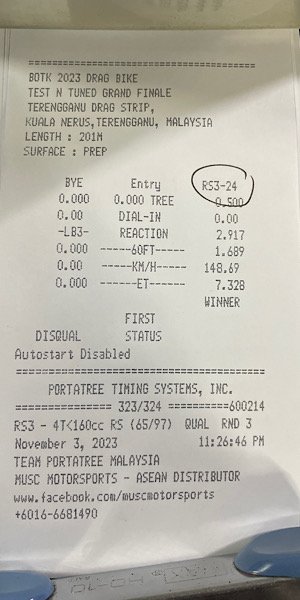 ==========================================
BOTK 2023 DRAG BIKE
TEST N TUNED GRAND FINALE
TERENGGANU DRAG STRIP,
KUALA NERUS,TERENGGANU, MALAYSIA
LENGTH : 201M
SURFACE : PREP
BYE Entry RS3-24
0.000 0.000 TREE 0.500
0.00 DIAL-IN 0.00
-LB3- REACTION 2.917
0.000 ------60FT------ 1.689
0.00 -----KM/H----- 148.69
0.000 ------ET------ 7.328
WINNER
FIRST
DISQUAL STATUS
Autostart Disabled
==========================================
PORTATREE TIMING SYSTEMS, INC.
================ 323/324 ==========600214
RS3 - 4T<160cc RS (65/97) QUAL RND 3
November 3, 2023 11:26:46 PM
TEAM PORTATREE MALAYSIA
MUSC MOTORSPORTS - ASEAN DISTRIBUTOR
www.facebook.com/muscmotorsports
+6016-6681490